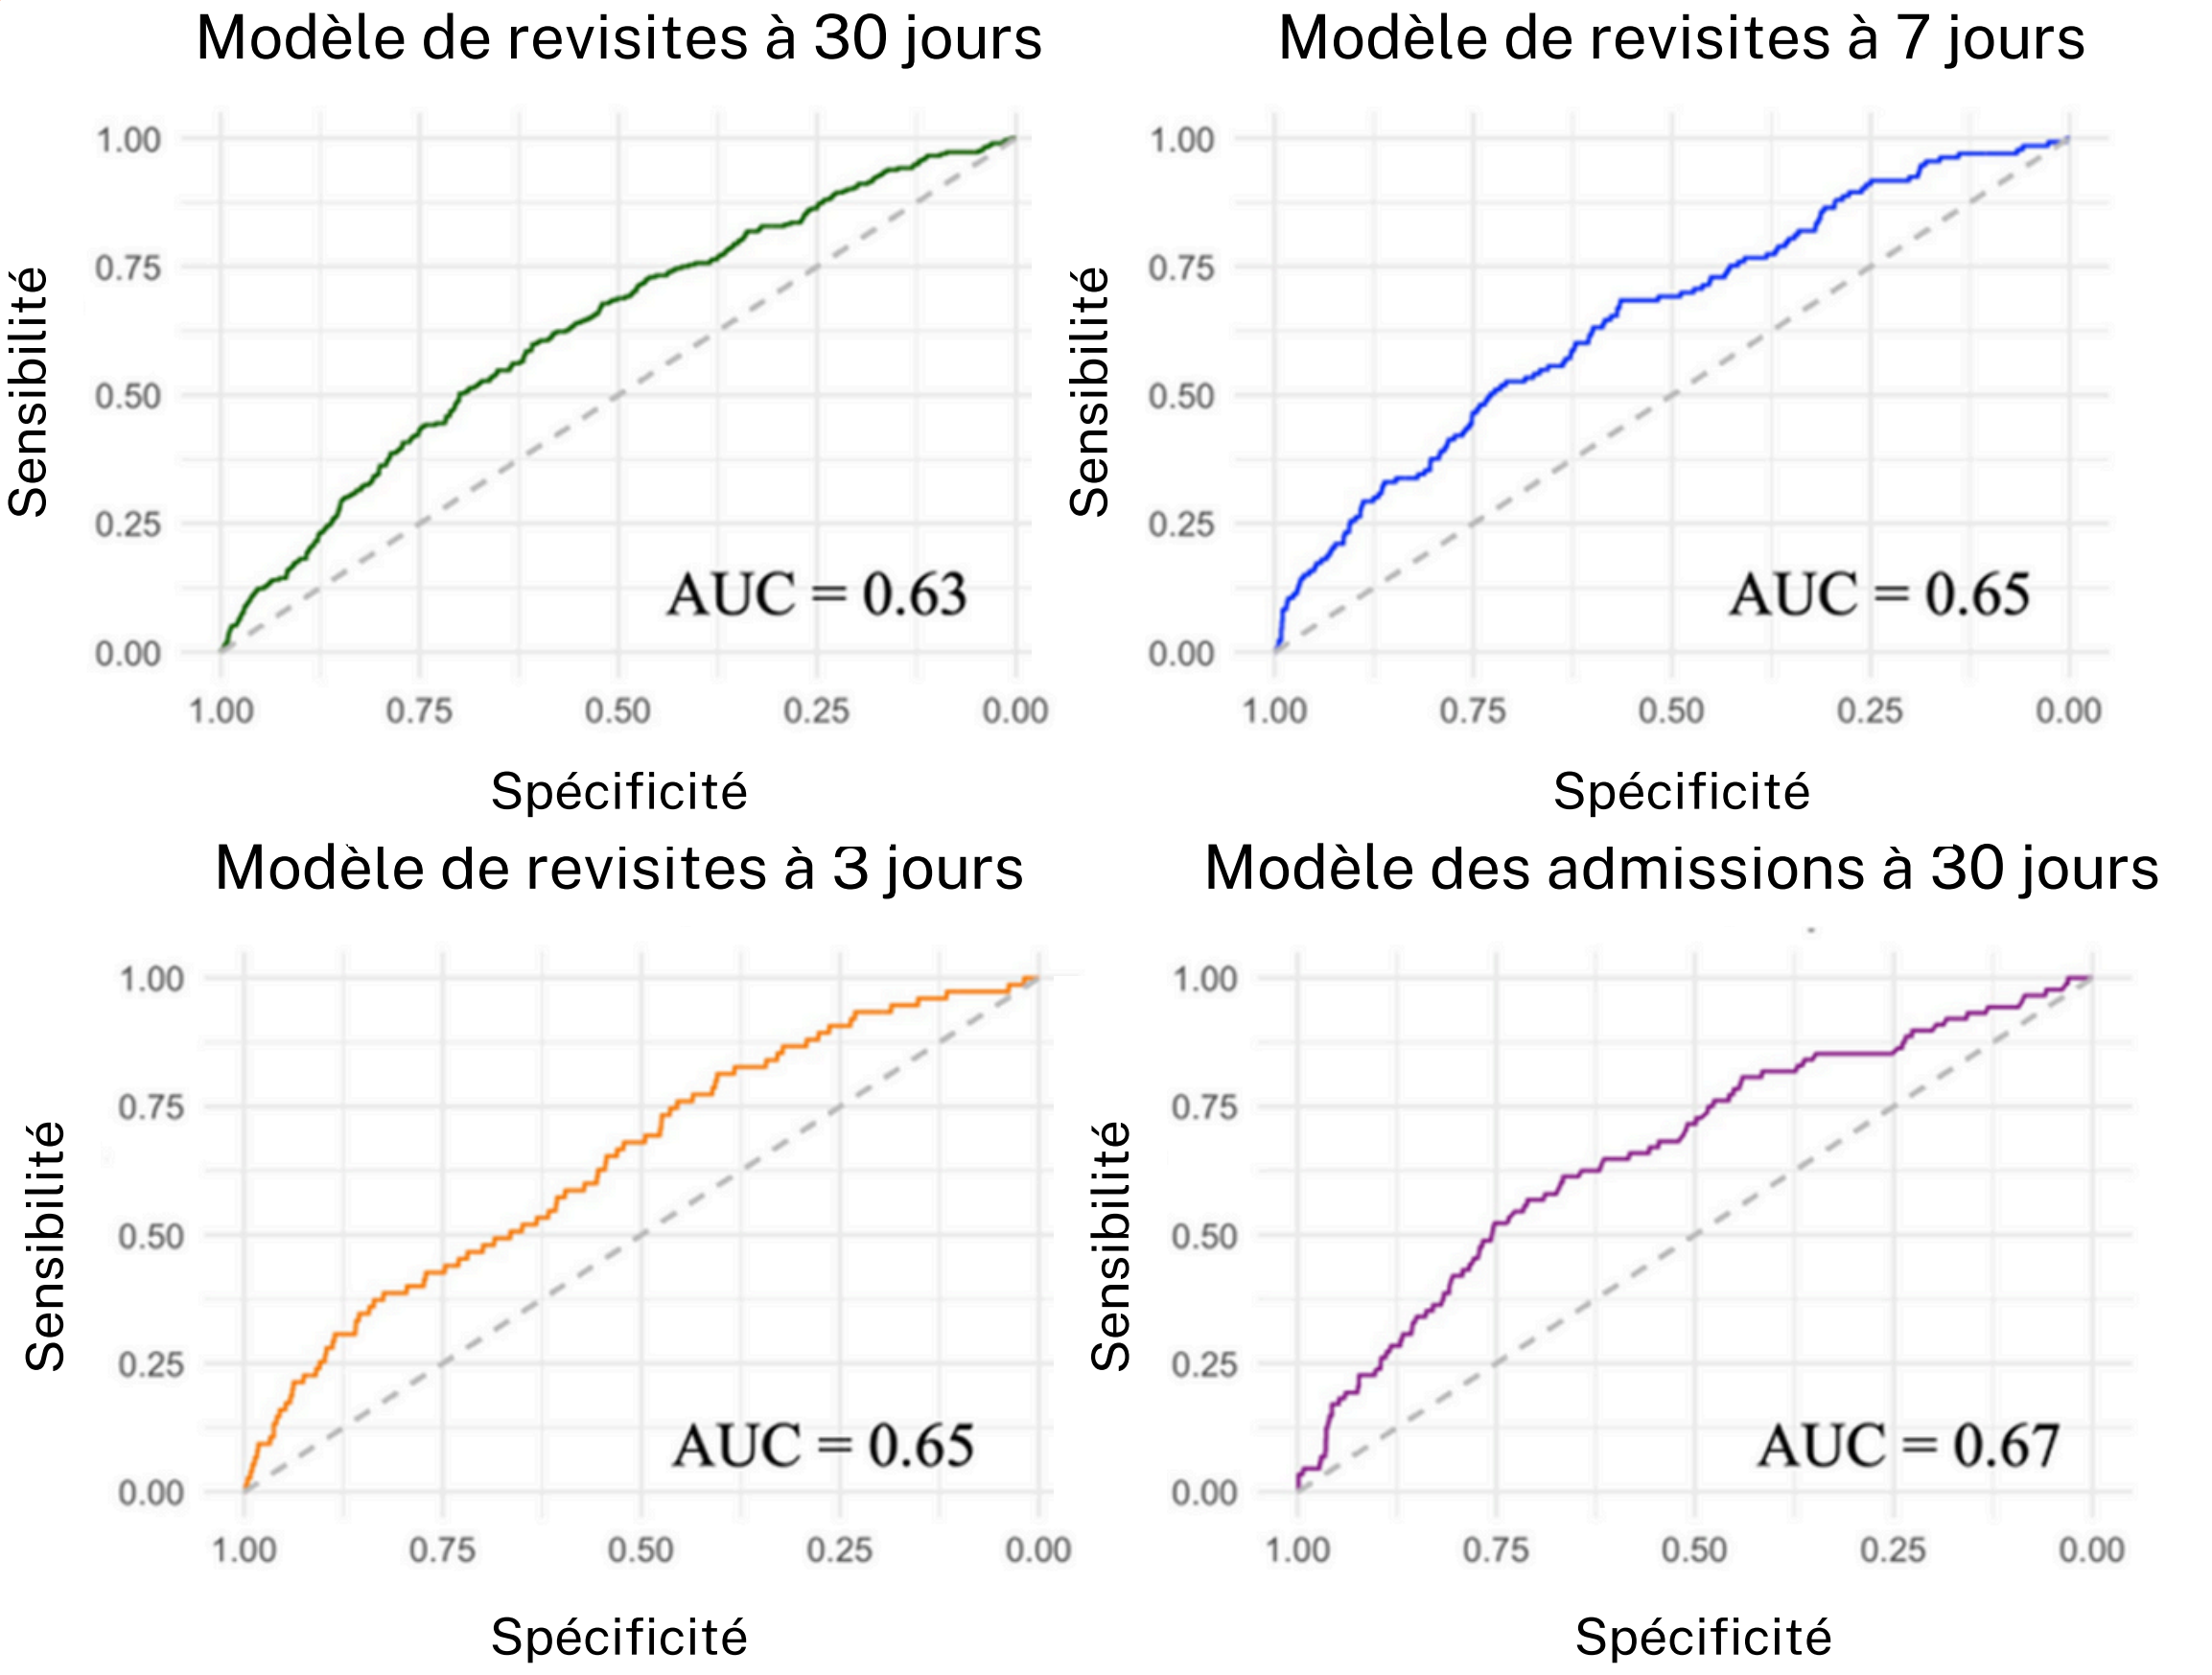 Modèle de revisites à 30 jours
Sensibilité
1.00
0.75
0.50
0.25
0.00
AUC = 0.63
1.00 0.75 0.50 0.25 0.00
Spécificité
Modèle de revisites à 7 jours
Sensibilité
1.00
0.75
0.50
0.25
0.00
AUC = 0.65
1.00 0.75 0.50 0.25 0.00
Spécificité
Modèle de revisites à 3 jours
Sensibilité
1.00
0.75
0.50
0.25
0.00
AUC = 0.65
1.00 0.75 0.50 0.25 0.00
Spécificité
Modèle des admissions à 30 jours
Sensibilité
1.00
0.75
0.50
0.25
0.00
AUC = 0.67
1.00 0.75 0.50 0.25 0.00
Spécificité